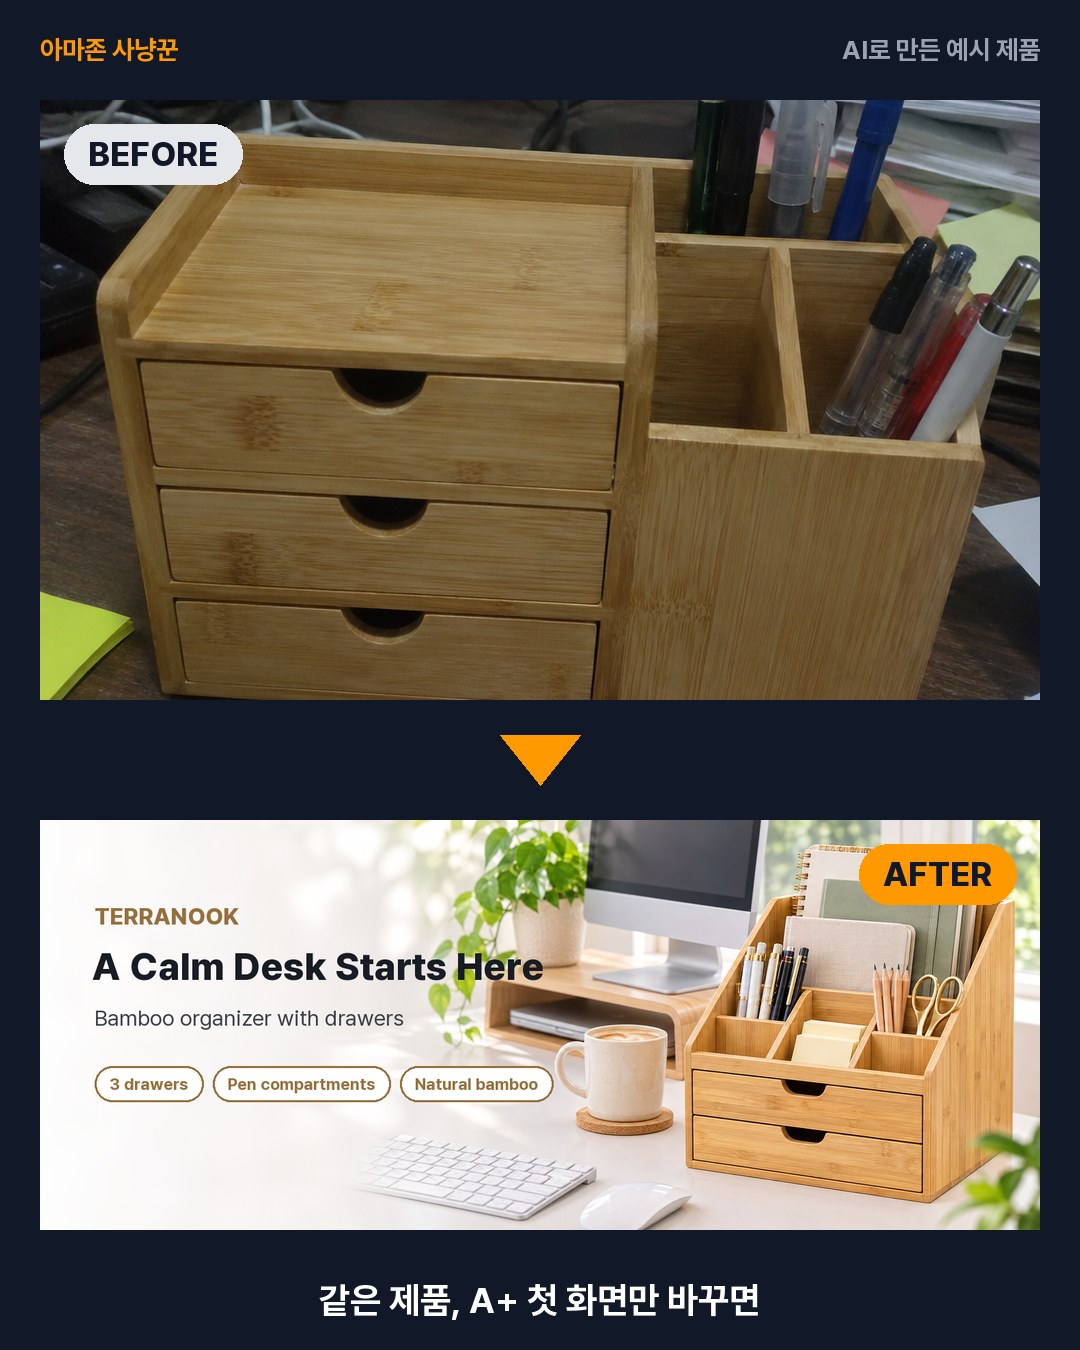 아마존 사냥꾼
AI로 만든 예시 제품
BEFORE
AFTER
TERRANOOK
A Calm Desk Starts Here
Bamboo organizer with drawers
3 drawers
Pen compartments
Natural bamboo
같은 제품, A+ 첫 화면만 바꾸면